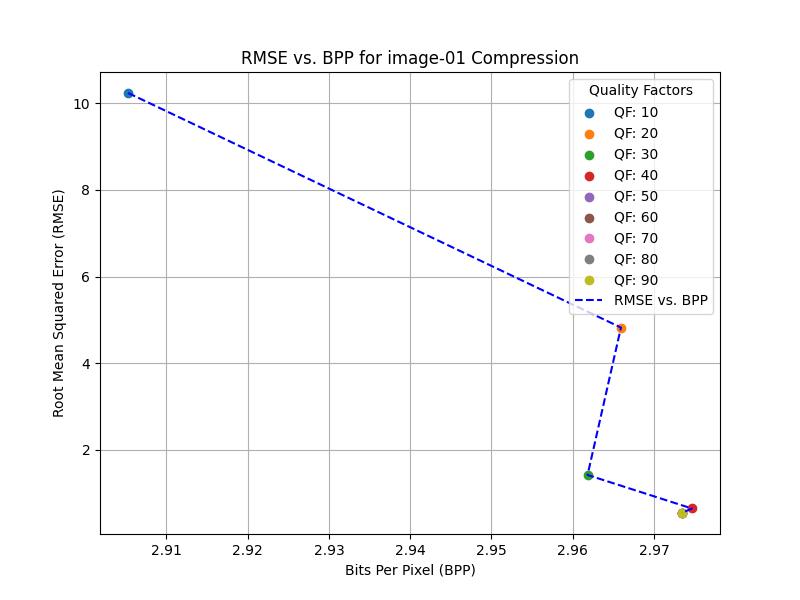 RMSE vs. BPP for image-01 Compression
Root Mean Squared Error (RMSE)
10
8
6
4
2
Quality Factors
QF: 10
QF: 20
QF: 30
QF: 40
QF: 50
QF: 60
QF: 70
QF: 80
QF: 90
RMSE vs. BPP
2.91 2.92 2.93 2.94 2.95 2.96 2.97
Bits Per Pixel (BPP)